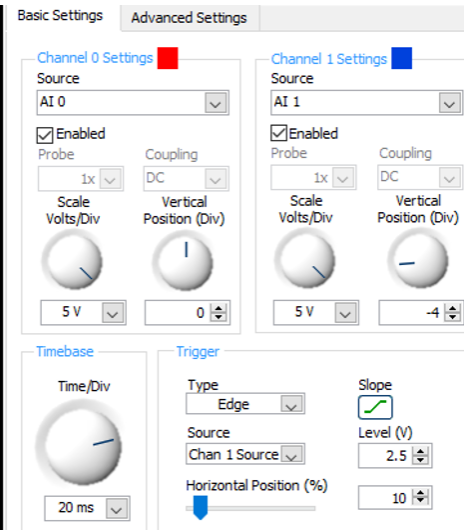 Basic Settings Advanced Settings
Channel 0 Settings
Source
AI 0
Enabled
Probe Coupling
1x DC
Scale Volts/Div Vertical Position (Div)
5 V 0
Channel 1 Settings
Source
AI 1
Enabled
Probe Coupling
1x DC
Scale Volts/Div Vertical Position (Div)
5 V -4
Timebase
Time/Div
20 ms
Trigger
Type Slope
Edge
Source Level (V)
Chan 1 Source 2.5
Horizontal Position (%)
10